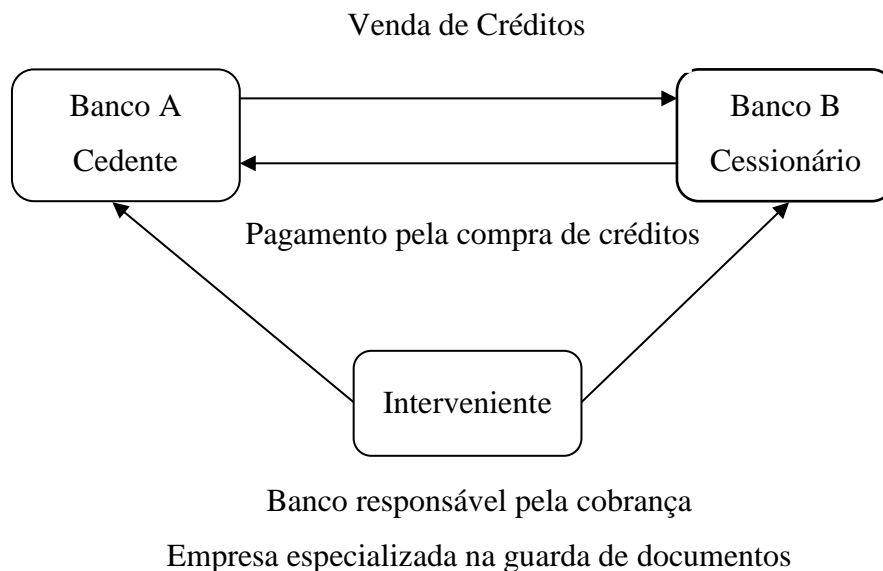 Venda de Créditos
Banco A
Cedente
Banco B
Cessionário
Pagamento pela compra de créditos
Interveniente
Banco responsável pela cobrança
Empresa especializada na guarda de documentos